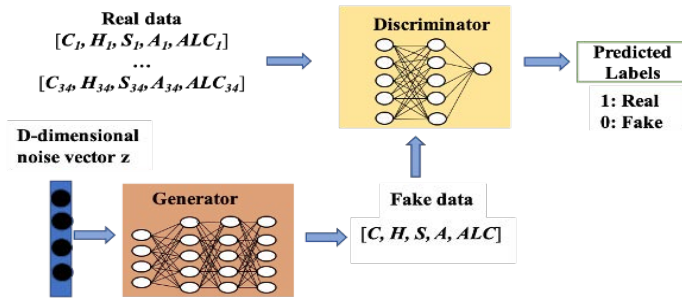 Real data
[C1, H1, S1, A1, ALC1]
...
[C34, H34, S34, A34, ALC34]
Discriminator
Predicted
Labels
1: Real
0: Fake
D-dimensional
noise vector z
Generator
Fake data
[C, H, S, A, ALC]